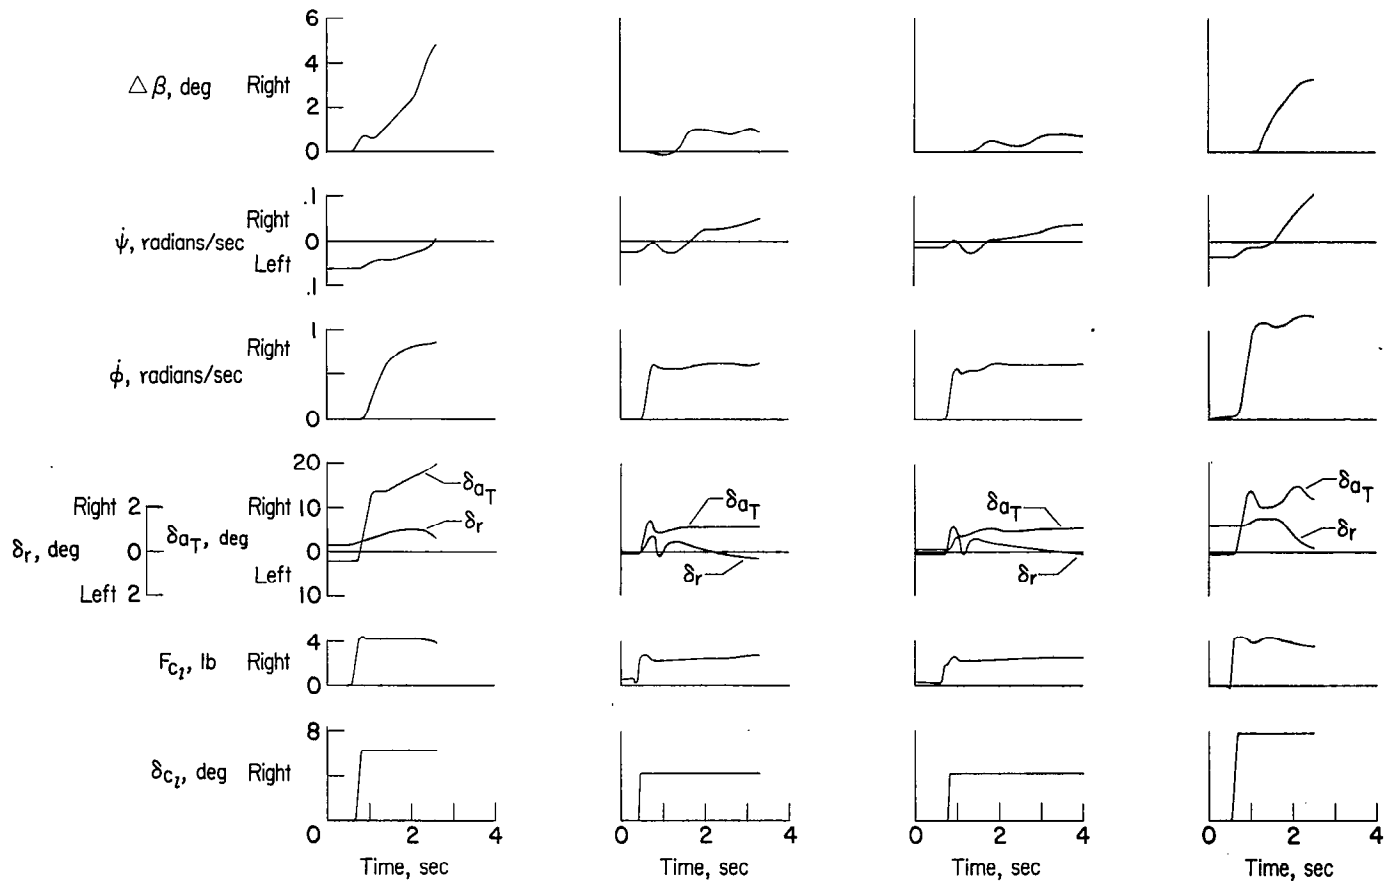 6
4
2
0
△ β, deg Right
.1
0
.1
ψ̇, radians/sec Right
Left
1
0
φ̇, radians/sec Right
20
10
0
10
Right 2
0
Left 2
δr, deg
δaT, deg
Right
Left
δaT
δr
δaT
δr
δaT
δr
δaT
δr
4
0
FCl, lb Right
8
0
δCl, deg Right
0 2 4 0 2 4 0 2 4 0 2 4
Time, sec Time, sec Time, sec Time, sec